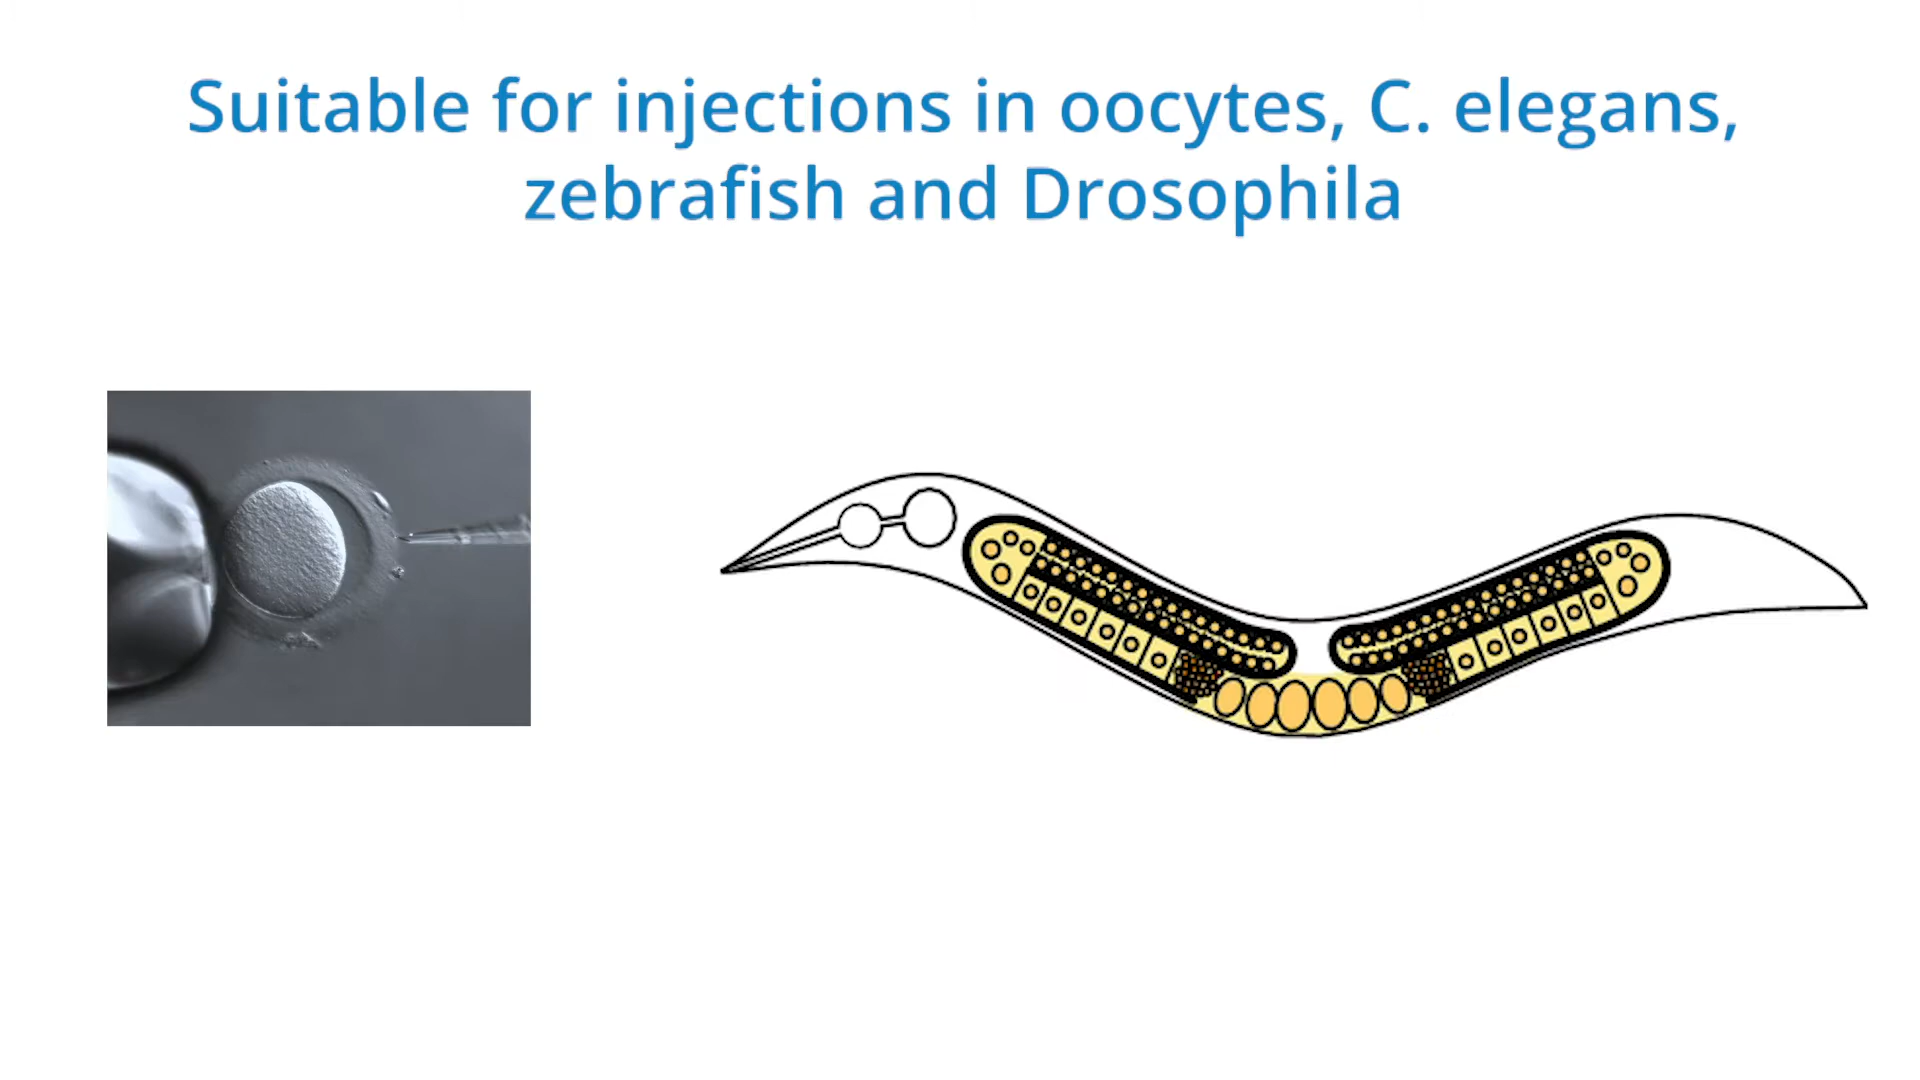 Suitable for injections in oocytes, C. elegans,
zebrafish and Drosophila